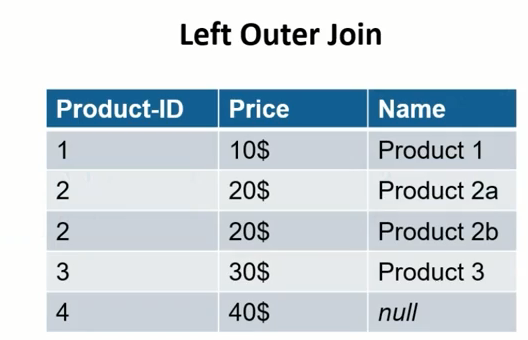 Left Outer Join
Product-ID Price Name
1 10$ Product 1
2 20$ Product 2a
2 20$ Product 2b
3 30$ Product 3
4 40$ null